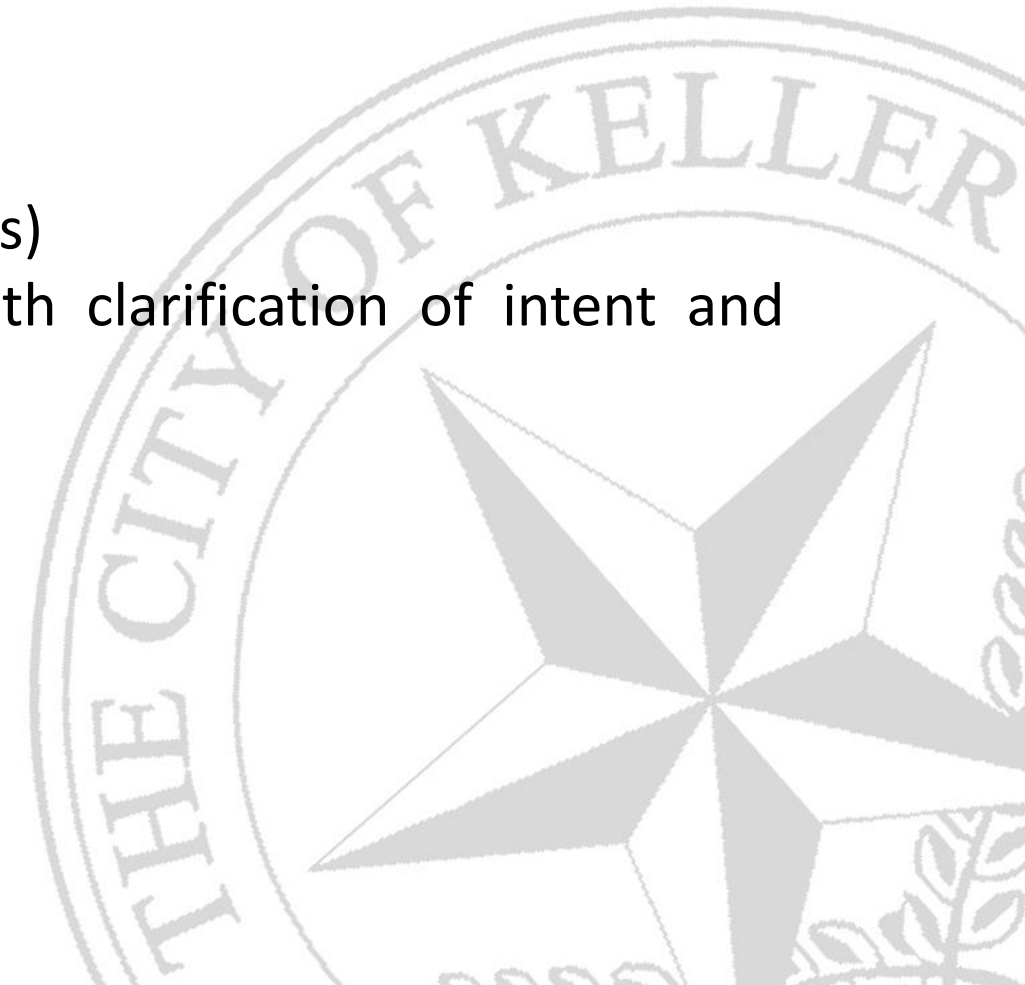 THE CITY OF KELLER
s)
th clarification of intent and